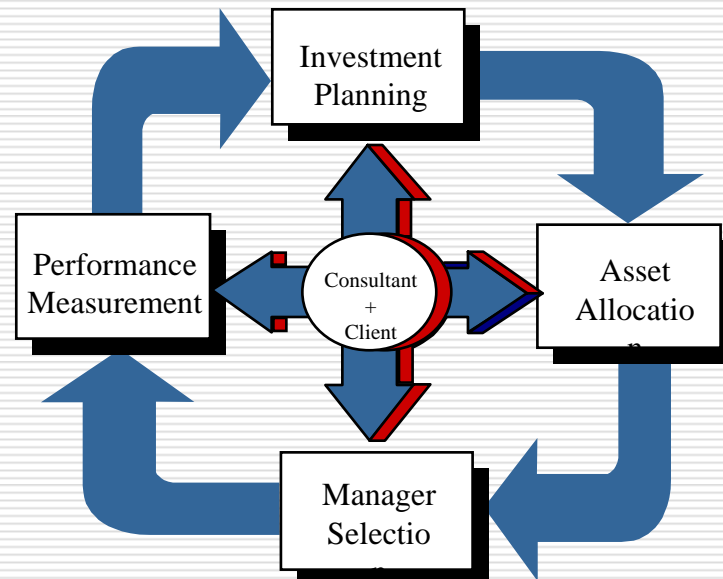 Investment
Planning
Performance
Measurement
Consultant
+
Client
Asset
Allocatio
n
Manager
Selectio
n